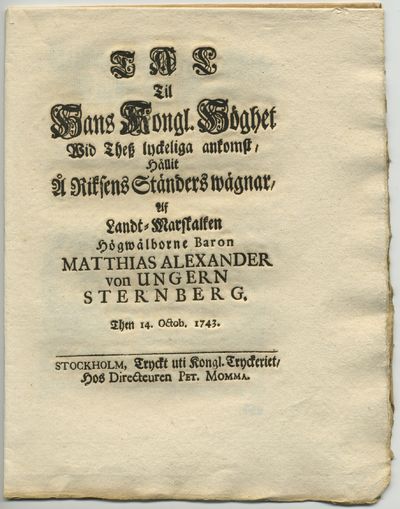 TAL
Til
Hans Kongl. Höghet
Wid Theß lyckeliga ankomst,
Hållit
Å Riksens Ständers wägnar,
Af
Landt-Marskalken
Högwälborne Baron
MATTHIAS ALEXANDER
von UNGERN
STERNBERG.
Then 14. Octob. 1743.
STOCKHOLM, Tryckt uti Kongl. Tryckeriet,
Hos Directeuren PET. MOMMA.